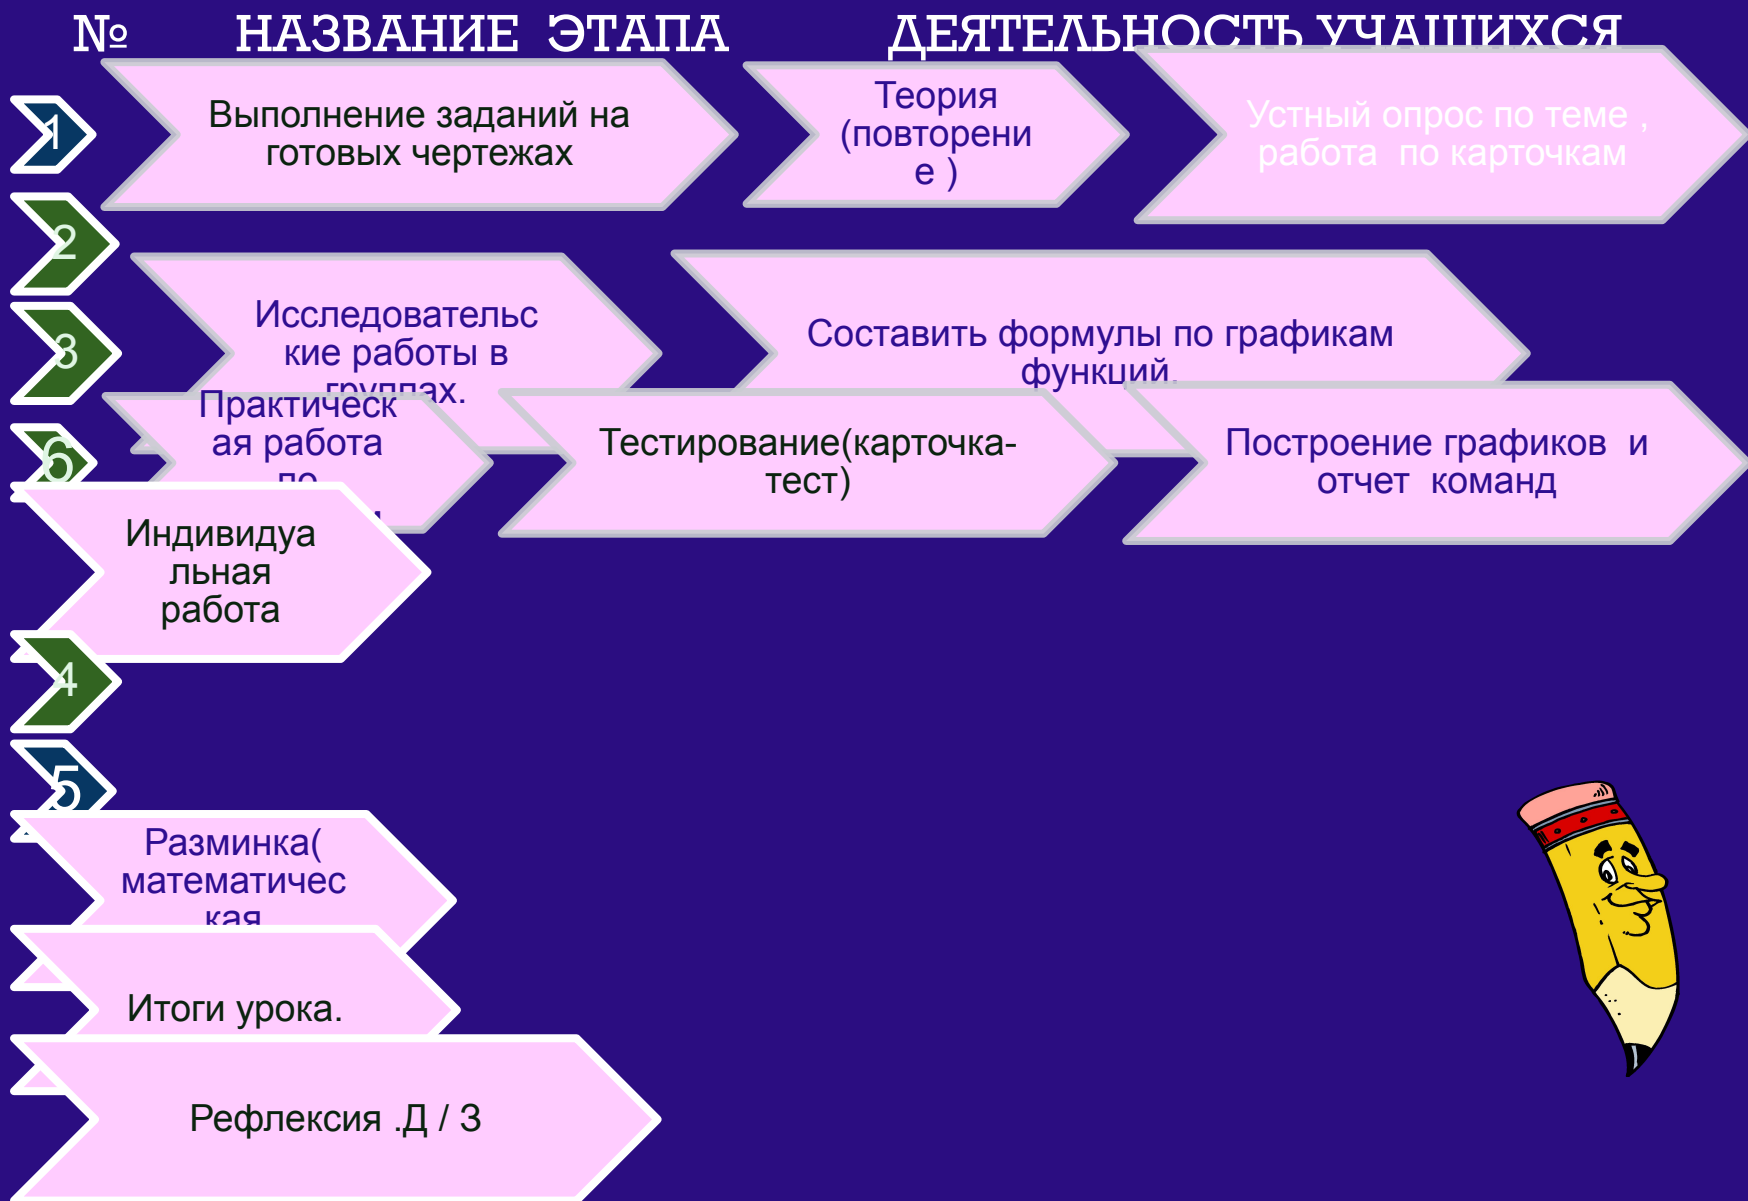 № НАЗВАНИЕ ЭТАПА ДЕЯТЕЛЬНОСТЬ УЧАЩИХСЯ
1
Выполнение заданий на
готовых чертежах
Теория
(повторени
е )
Устный опрос по теме ,
работа по карточкам
2
3
Исследовательс
кие работы в
группах.
Составить формулы по графикам
функций.
6
Практическ
ая работа
по
Тестирование(карточка-
тест)
Построение графиков и
отчет команд
Индивидуа
льная
работа
4
5
Разминка(
математичес
кая
Итоги урока.
Рефлексия .Д / З